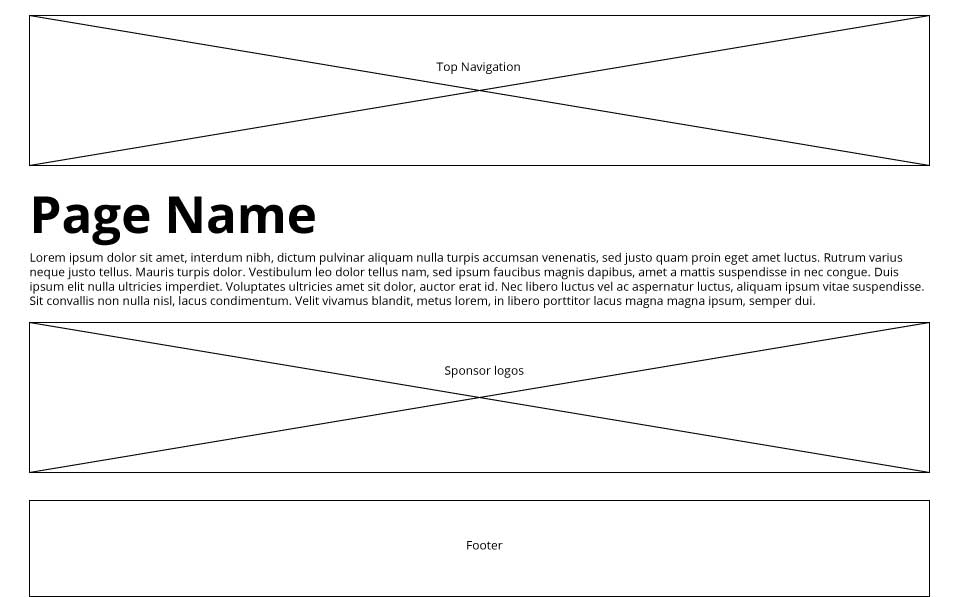 Top Navigation
Page Name
Lorem ipsum dolor sit amet, interdum nibh, dictum pulvinar aliquam nulla turpis accumsan venenatis, sed justo quam proin eget amet luctus. Rutrum varius
neque justo tellus. Mauris turpis dolor. Vestibulum leo dolor tellus nam, sed ipsum faucibus magnis dapibus, amet a mattis suspendisse in nec congue. Duis
ipsum elit nulla ultricies imperdiet. Voluptates ultricies amet sit dolor, auctor erat id. Nec libero luctus vel ac aspernatur luctus, aliquam ipsum vitae suspendisse.
Sit convallis non nulla nisl, lacus condimentum. Velit vivamus blandit, metus lorem, in libero porttitor lacus magna magna ipsum, semper dui.
Sponsor logos
Footer